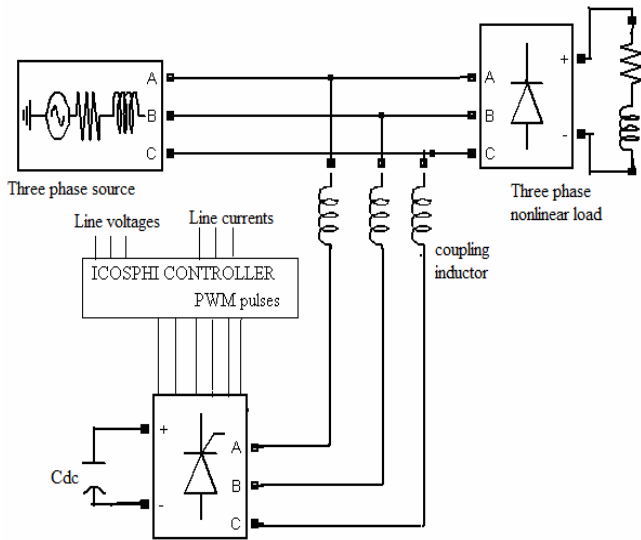 A
B
C
Three phase source
+
-
A
B
C
Three phase
nonlinear load
Line voltages
Line currents
ICOSPHI CONTROLLER
PWM pulses
coupling
inductor
Cdc
+
-
A
B
C